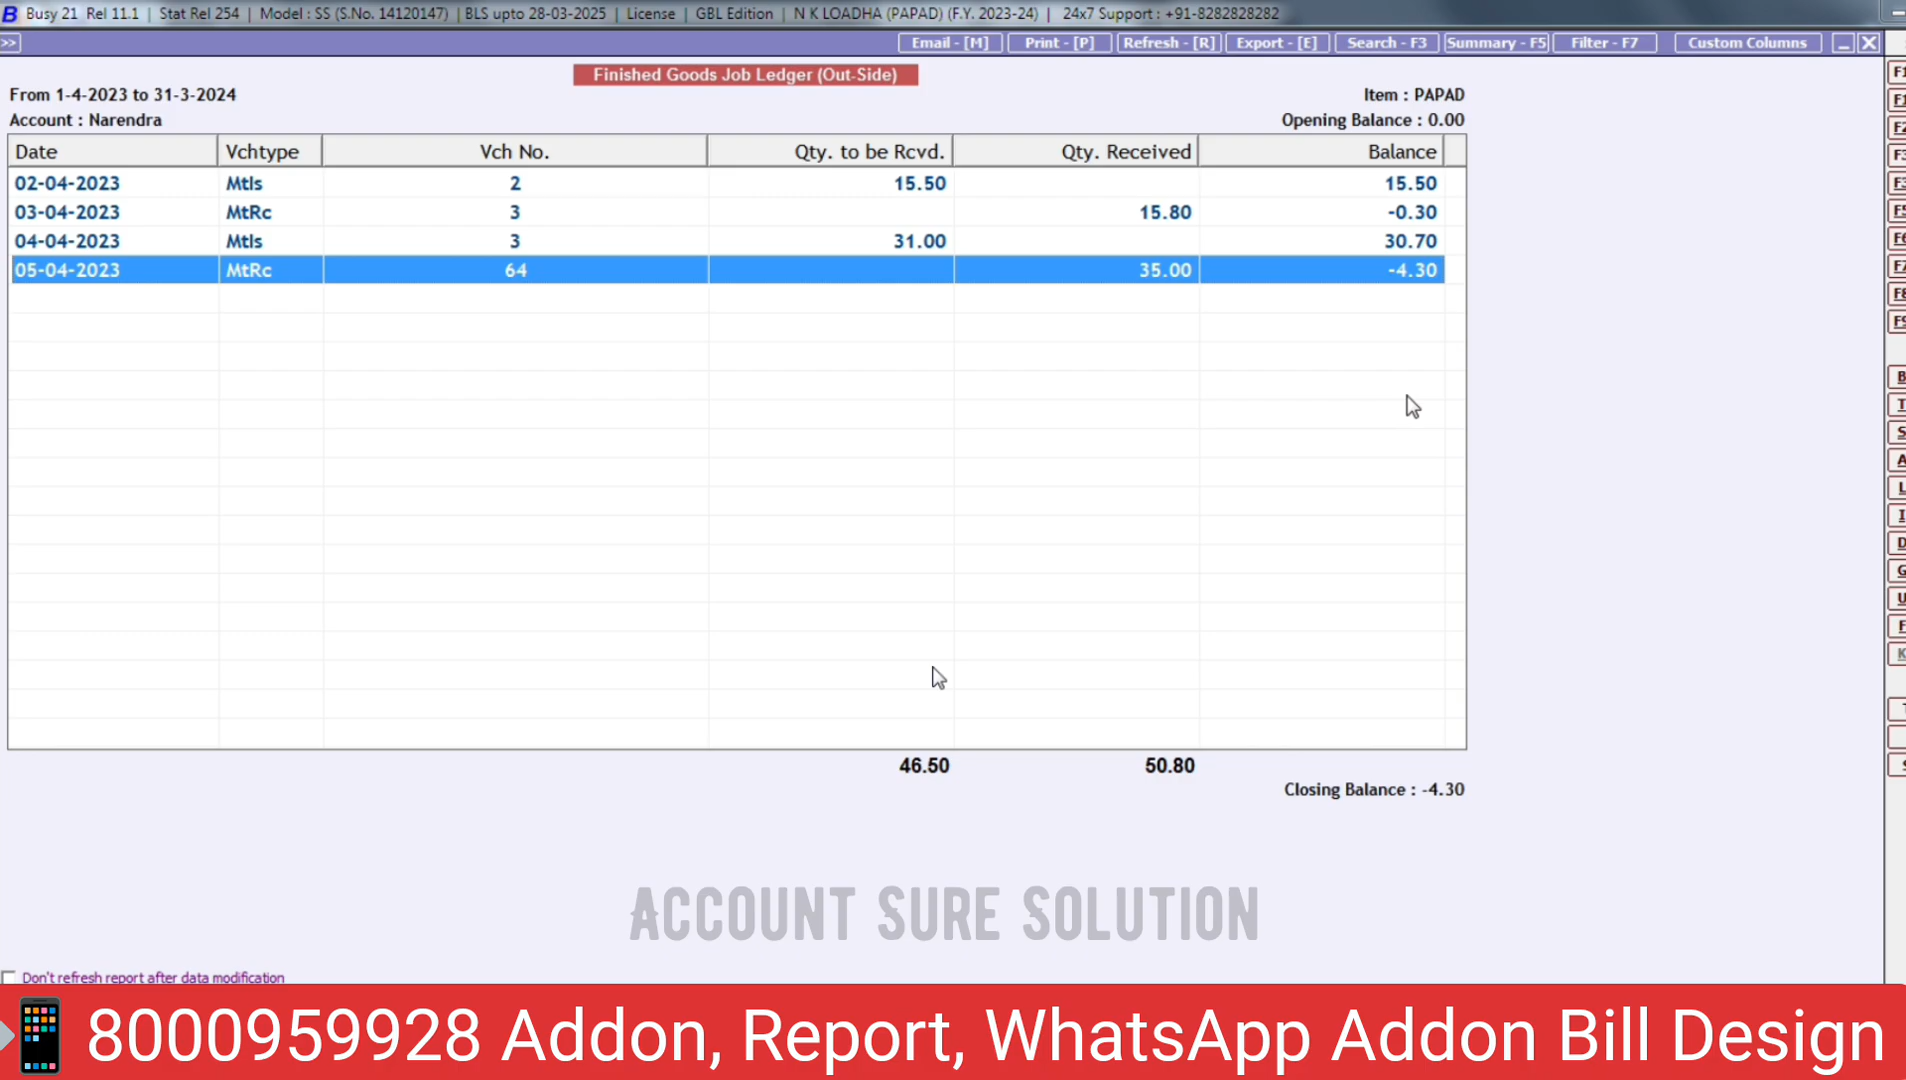 Busy 21 Rel 11.1 | Stat Rel 254 | Model : SS (S.No. 14120147) | BLS upto 28-03-2025 | License | GBL Edition | N K LOADHA (PAPAD) (F.Y. 2023-24) | 24x7 Support : +91-8282828282
>> Email - [M] Print - [P] Refresh - [R] Export - [E] Search - F3 Summary - F5 Filter - F7 Custom Columns
Finished Goods Job Ledger (Out-Side)
From 1-4-2023 to 31-3-2024 Item : PAPAD
Account : Narendra Opening Balance : 0.00
Date Vchtype Vch No. Qty. to be Rcvd. Qty. Received Balance
02-04-2023 MtIs 2 15.50 15.50
03-04-2023 MtRc 3 15.80 -0.30
04-04-2023 MtIs 3 31.00 30.70
05-04-2023 MtRc 64 35.00 -4.30
46.50 50.80
Closing Balance : -4.30
ACCOUNT SURE SOLUTION
Don't refresh report after data modification
8000959928 Addon, Report, WhatsApp Addon Bill Design